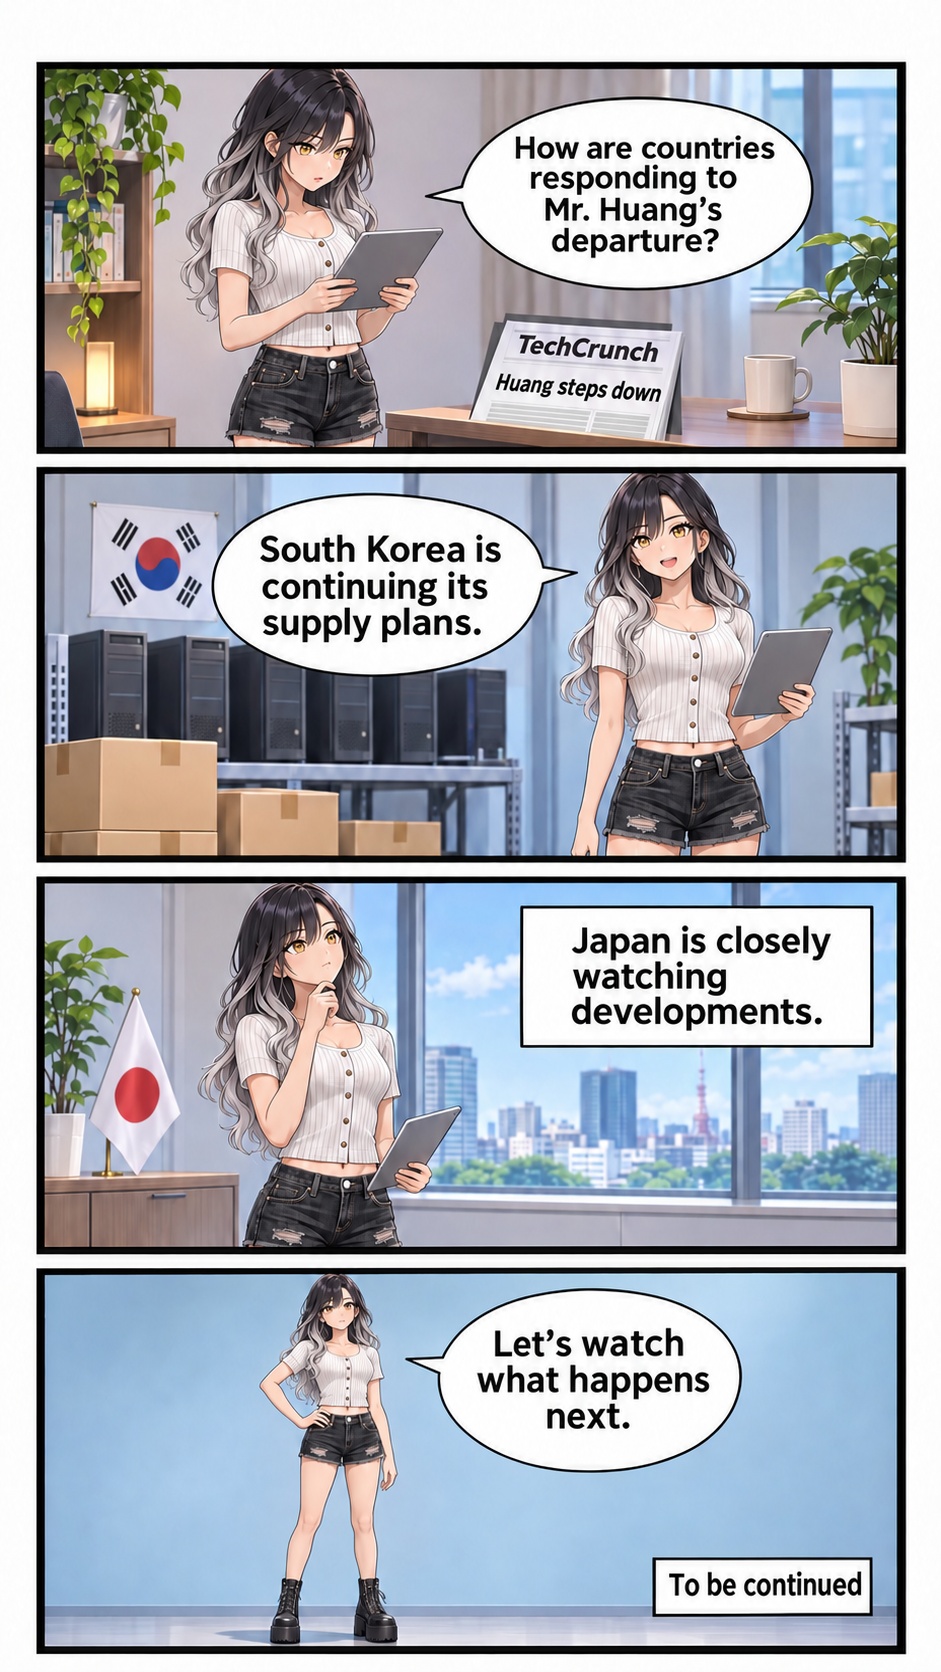 How are countries
responding to
Mr. Huang's
departure?
TechCrunch
Huang steps down
South Korea is
continuing its
supply plans.
Japan is closely
watching
developments.
Let's watch
what happens
next.
To be continued